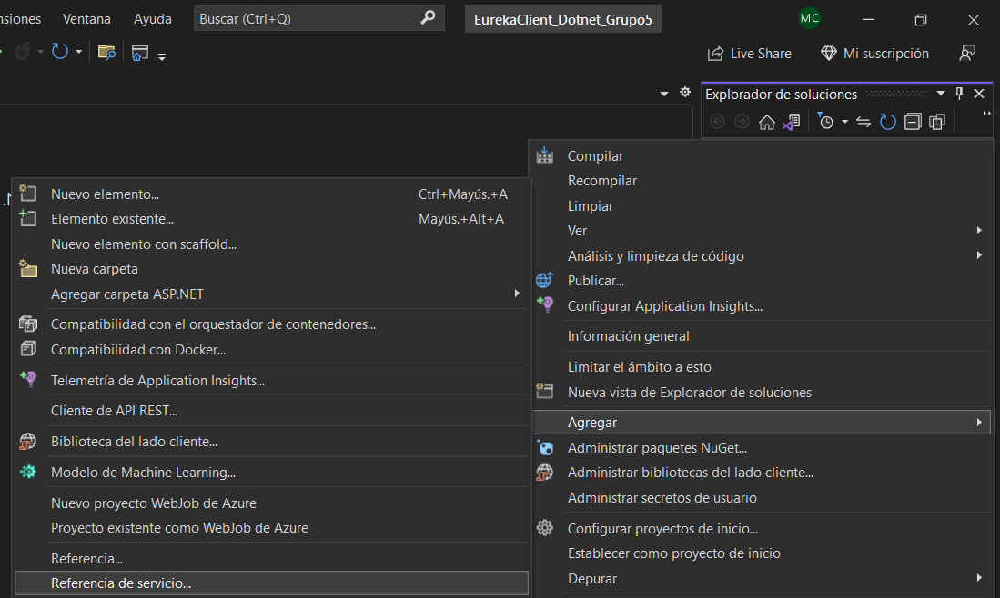 nsiones Ventana Ayuda Buscar (Ctrl+Q) EurekaClient_Dotnet_Grupo5 MC
Live Share Mi suscripción
Explorador de soluciones
Compilar
Recompilar
Limpiar
Ver
Análisis y limpieza de código
Publicar...
Configurar Application Insights...
Información general
Limitar el ámbito a esto
Nueva vista de Explorador de soluciones
Agregar
Administrar paquetes NuGet...
Administrar bibliotecas del lado cliente...
Administrar secretos de usuario
Configurar proyectos de inicio...
Establecer como proyecto de inicio
Depurar
Nuevo elemento... Ctrl+Mayús.+A
Elemento existente... Mayús.+Alt+A
Nuevo elemento con scaffold...
Nueva carpeta
Agregar carpeta ASP.NET
Compatibilidad con el orquestador de contenedores...
Compatibilidad con Docker...
Telemetría de Application Insights...
Cliente de API REST...
Biblioteca del lado cliente...
Modelo de Machine Learning...
Nuevo proyecto WebJob de Azure
Proyecto existente como WebJob de Azure
Referencia...
Referencia de servicio...